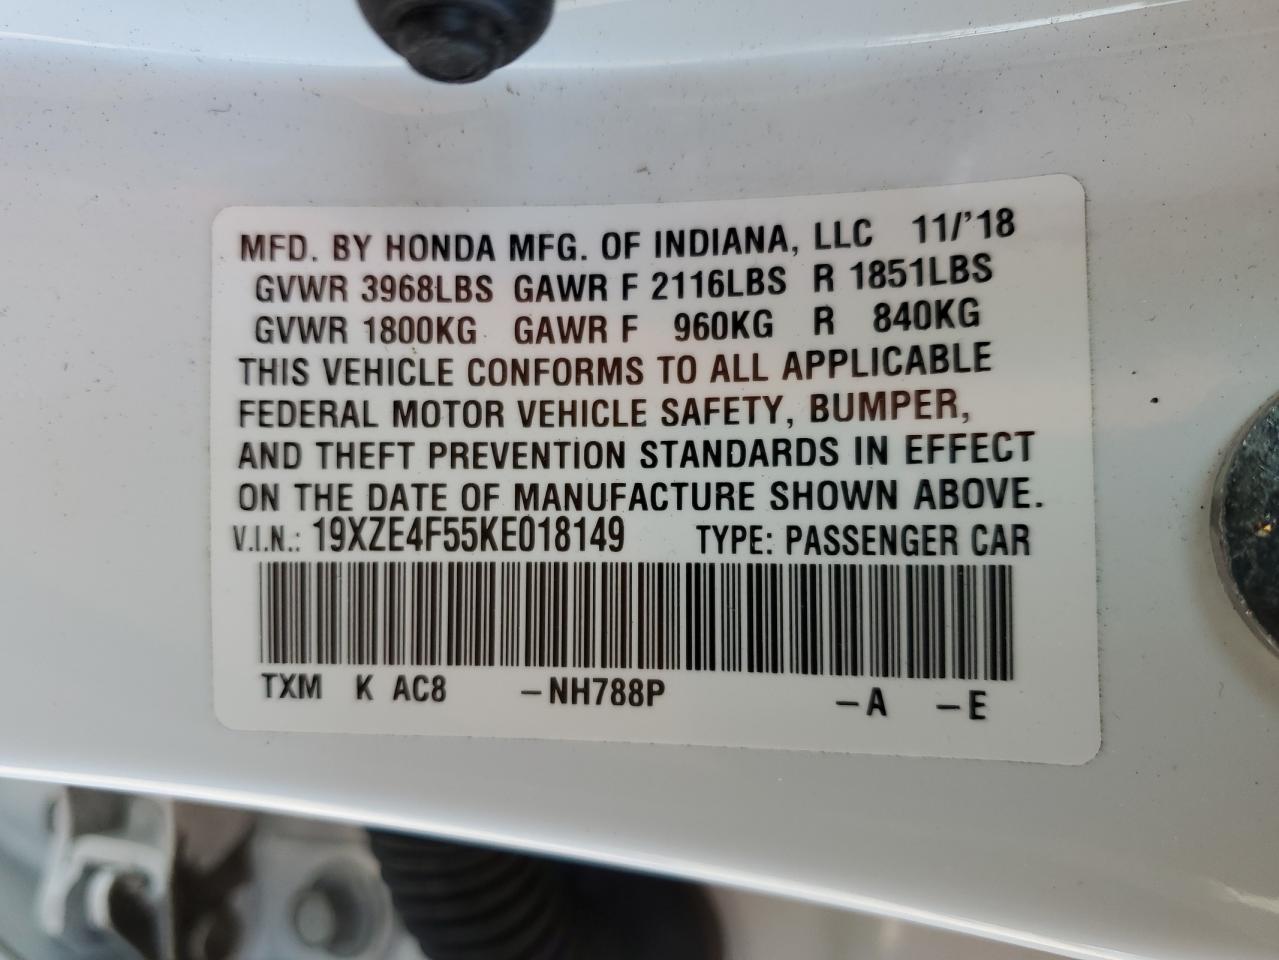 MFD. BY HONDA MFG. OF INDIANA, LLC 11/'18
GVWR 3968LBS GAWR F 2116LBS R 1851LBS
GVWR 1800KG GAWR F 960KG R 840KG
THIS VEHICLE CONFORMS TO ALL APPLICABLE
FEDERAL MOTOR VEHICLE SAFETY, BUMPER,
AND THEFT PREVENTION STANDARDS IN EFFECT
ON THE DATE OF MANUFACTURE SHOWN ABOVE.
V.I.N.: 19XZE4F55KE018149 TYPE: PASSENGER CAR
TXM K AC8 -NH788P -A -E